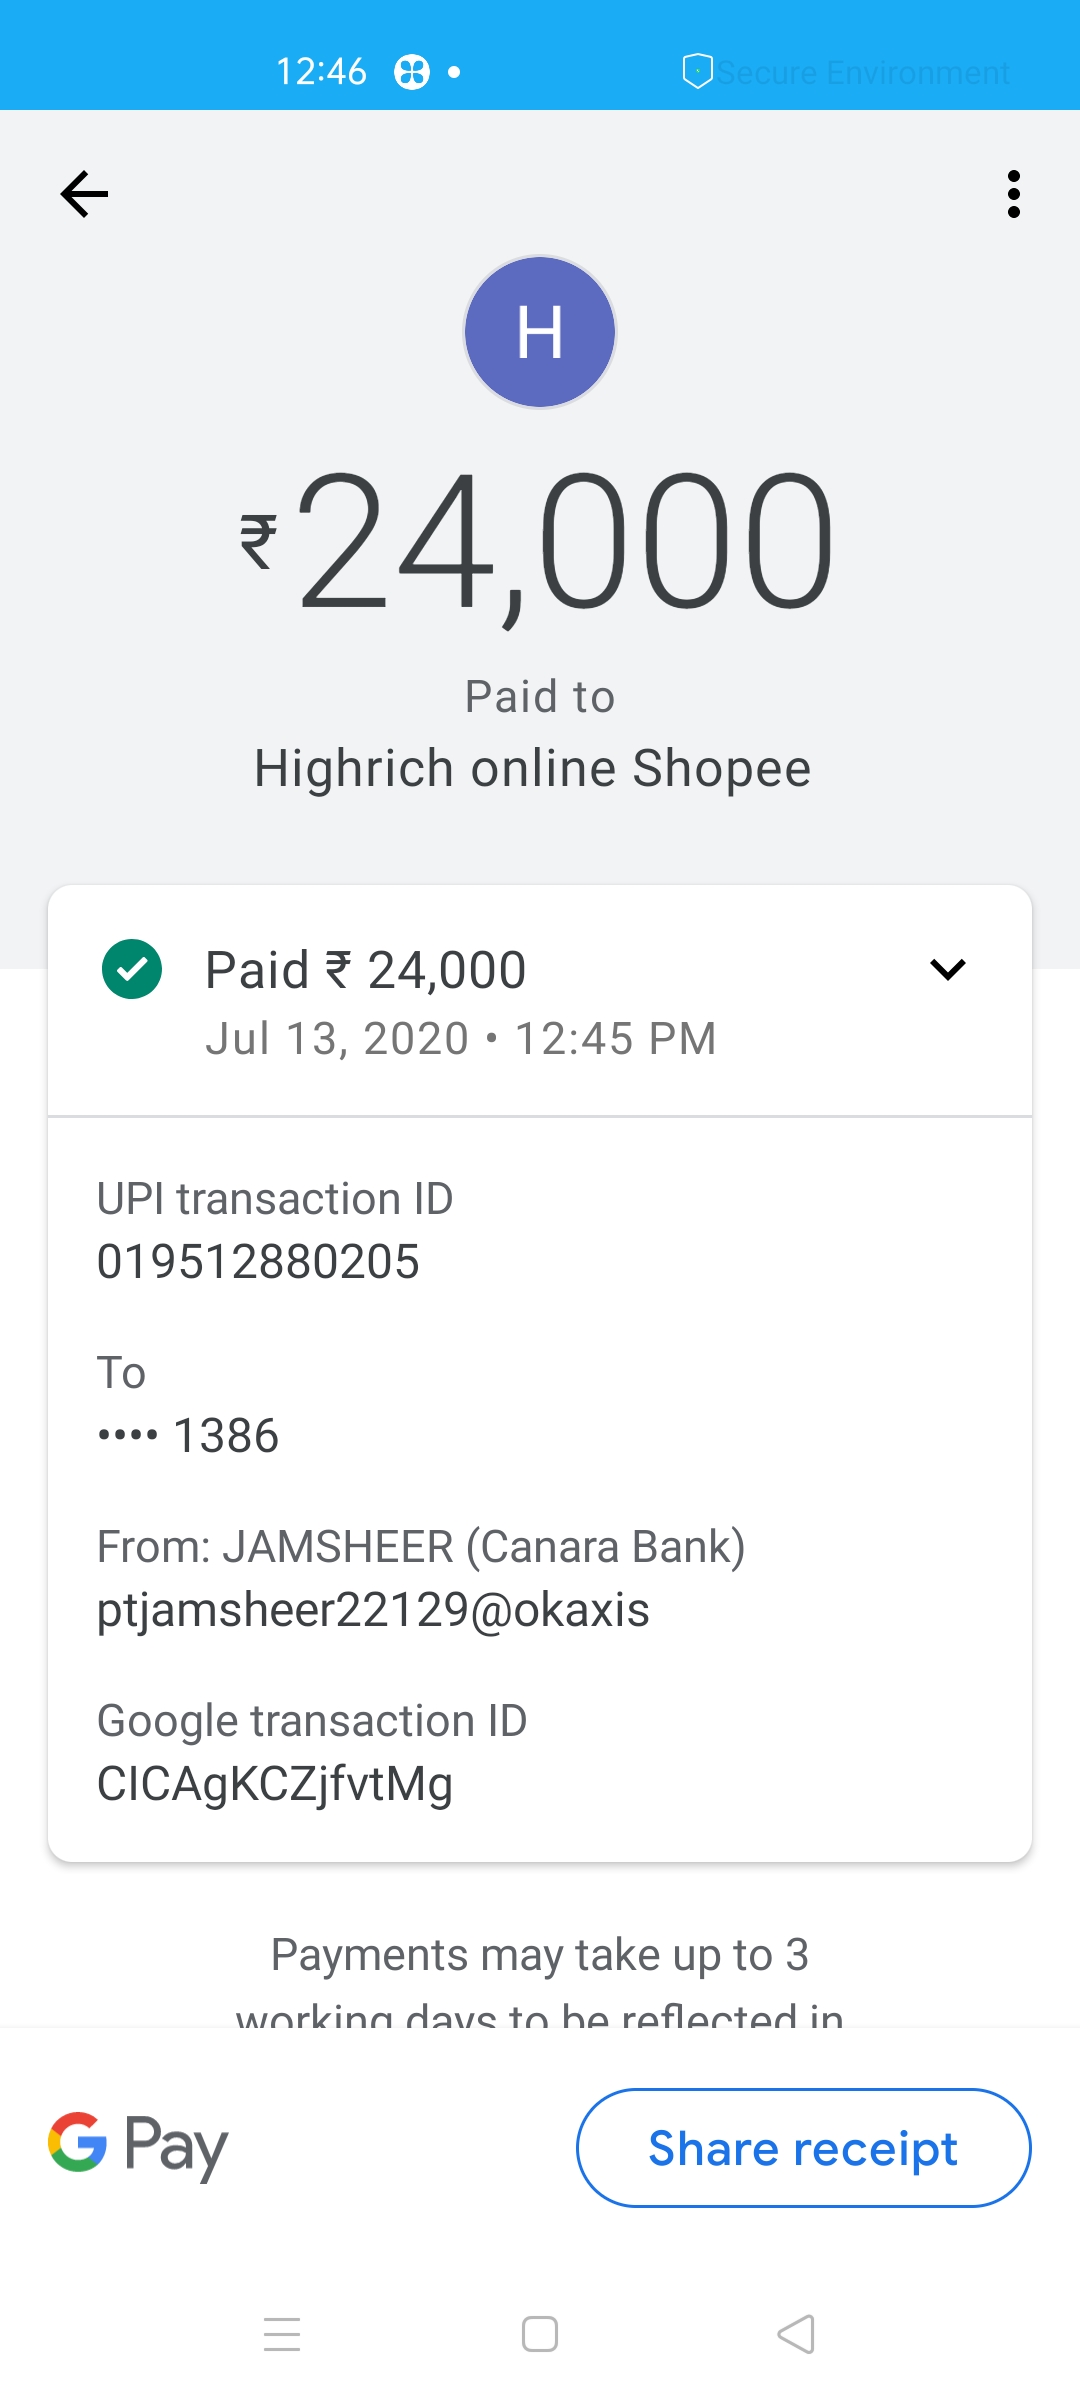 12:46
Secure Environment
H
₹24,000
Paid to
Highrich online Shopee
Paid ₹ 24,000
Jul 13, 2020 • 12:45 PM
UPI transaction ID
019512880205
To
•••• 1386
From: JAMSHEER (Canara Bank)
ptjamsheer22129@okaxis
Google transaction ID
CICAgKCZjfvtMg
Payments may take up to 3
working days to be reflected in
G Pay
Share receipt